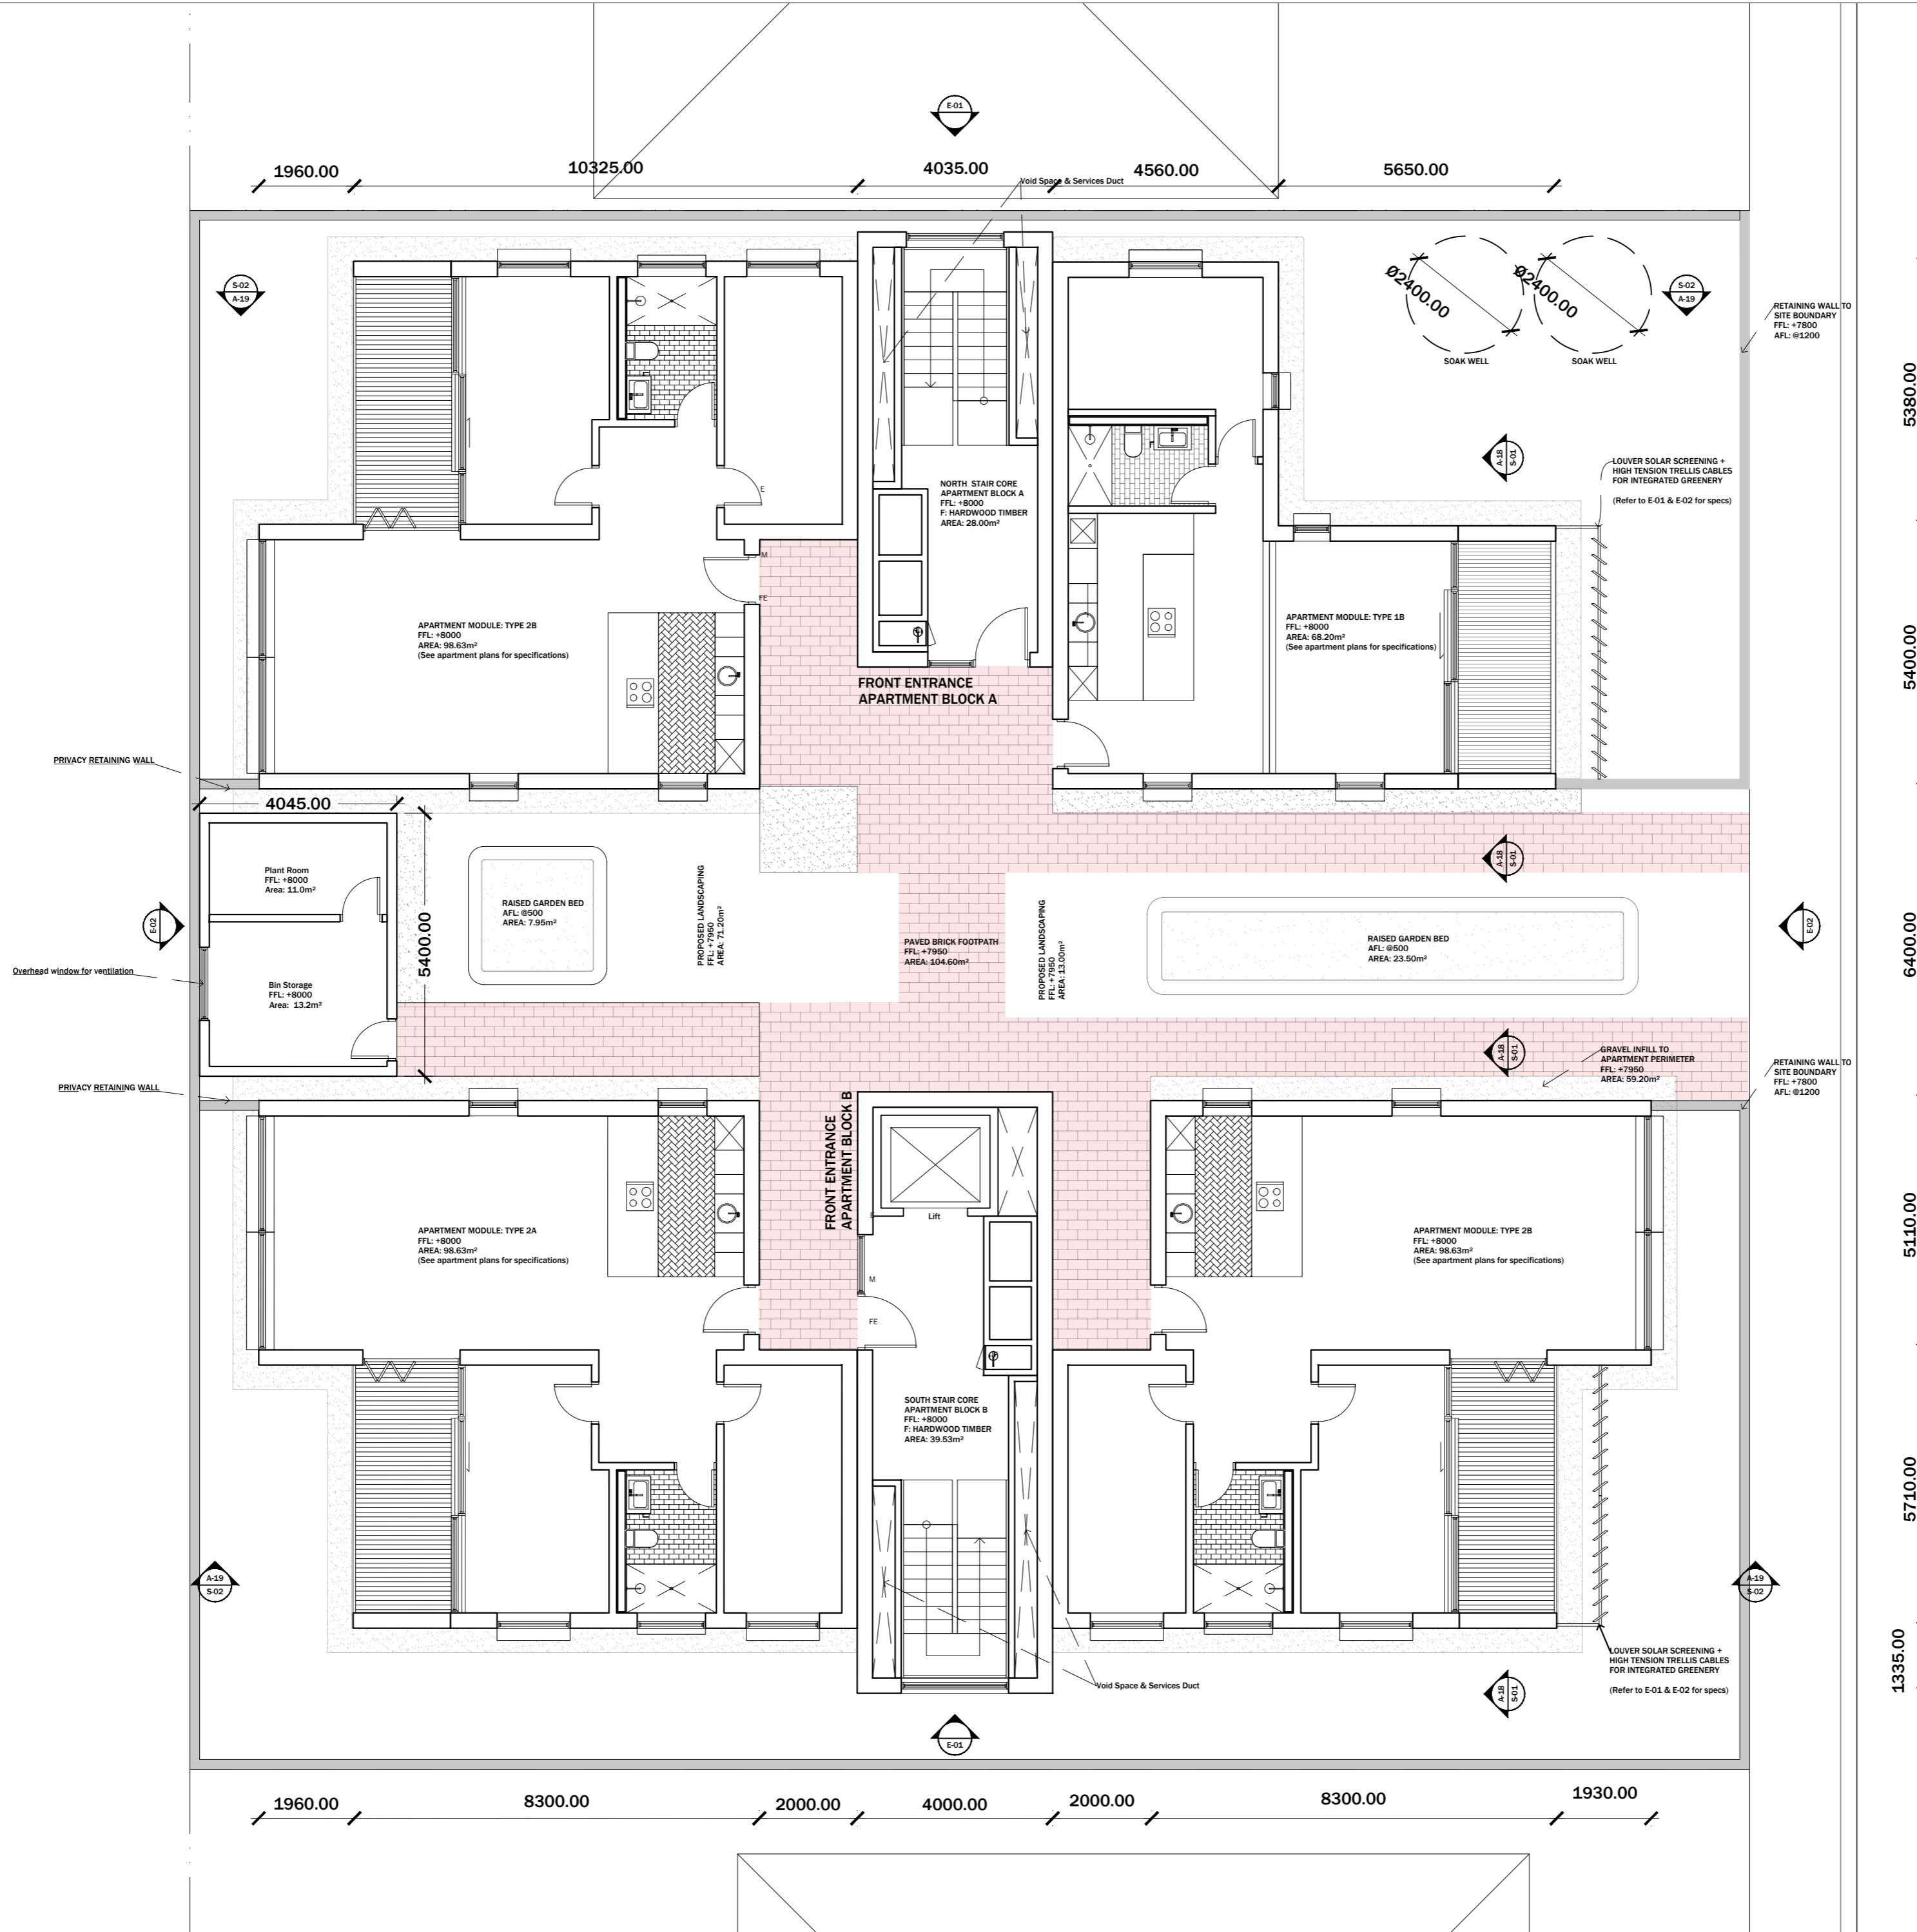 E-01
1960.00
10325.00
4035.00
4560.00
5650.00
Void Space & Services Duct
S-02
A-19
Ø2400.00
Ø2400.00
SOAK WELL
SOAK WELL
S-02
A-19
RETAINING WALL TO
SITE BOUNDARY
FFL: +7800
AFL: @1200
5380.00
A-18
S-01
LOUVER SOLAR SCREENING +
HIGH TENSION TRELLIS CABLES
FOR INTEGRATED GREENERY
(Refer to E-01 & E-02 for specs)
NORTH STAIR CORE
APARTMENT BLOCK A
FFL: +8000
F: HARDWOOD TIMBER
AREA: 28.00m²
E
M
FE
APARTMENT MODULE: TYPE 2B
FFL: +8000
AREA: 98.63m²
(See apartment plans for specifications)
APARTMENT MODULE: TYPE 1B
FFL: +8000
AREA: 68.20m²
(See apartment plans for specifications)
5400.00
FRONT ENTRANCE
APARTMENT BLOCK A
PRIVACY RETAINING WALL
4045.00
Plant Room
FFL: +8000
Area: 11.0m²
5400.00
RAISED GARDEN BED
AFL: @500
AREA: 7.95m²
PROPOSED LANDSCAPING
FFL: +7950
AREA: 71.20m²
PAVED BRICK FOOTPATH
FFL: +7950
AREA: 104.60m²
PROPOSED LANDSCAPING
FFL: +7950
AREA: 13.00m²
RAISED GARDEN BED
AFL: @500
AREA: 23.50m²
A-18
S-01
E-02
E-02
6400.00
Overhead window for ventilation
Bin Storage
FFL: +8000
Area: 13.2m²
A-18
S-01
GRAVEL INFILL TO
APARTMENT PERIMETER
FFL: +7950
AREA: 59.20m²
RETAINING WALL TO
SITE BOUNDARY
FFL: +7800
AFL: @1200
PRIVACY RETAINING WALL
FRONT ENTRANCE
APARTMENT BLOCK B
Lift
APARTMENT MODULE: TYPE 2A
FFL: +8000
AREA: 98.63m²
(See apartment plans for specifications)
E
M
FE
APARTMENT MODULE: TYPE 2B
FFL: +8000
AREA: 98.63m²
(See apartment plans for specifications)
5110.00
SOUTH STAIR CORE
APARTMENT BLOCK B
FFL: +8000
F: HARDWOOD TIMBER
AREA: 39.53m²
5710.00
A-19
S-02
A-19
S-02
LOUVER SOLAR SCREENING +
HIGH TENSION TRELLIS CABLES
FOR INTEGRATED GREENERY
(Refer to E-01 & E-02 for specs)
1335.00
Void Space & Services Duct
A-18
S-01
E-01
1960.00
8300.00
2000.00
4000.00
2000.00
8300.00
1930.00